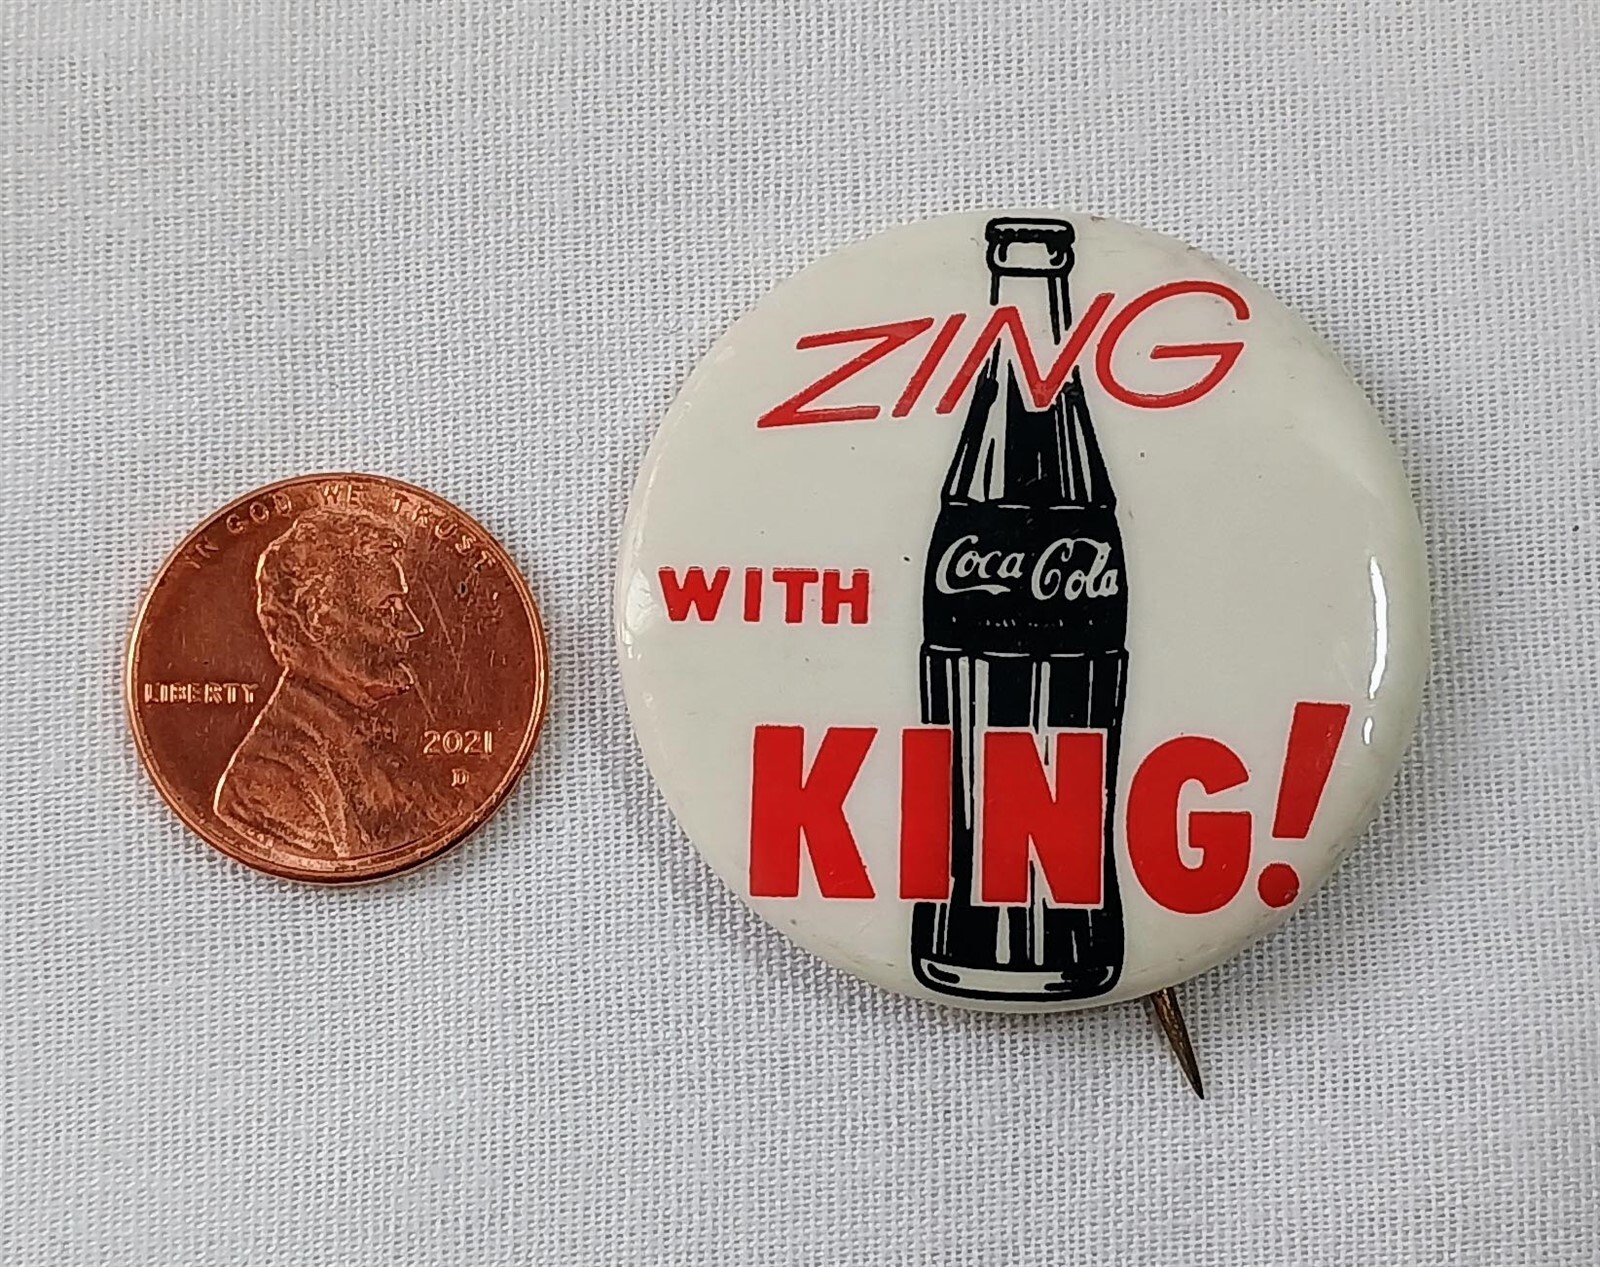 IN GOD WE TRUST
LIBERTY
2021
D
ZING
WITH
Coca Cola
KING!